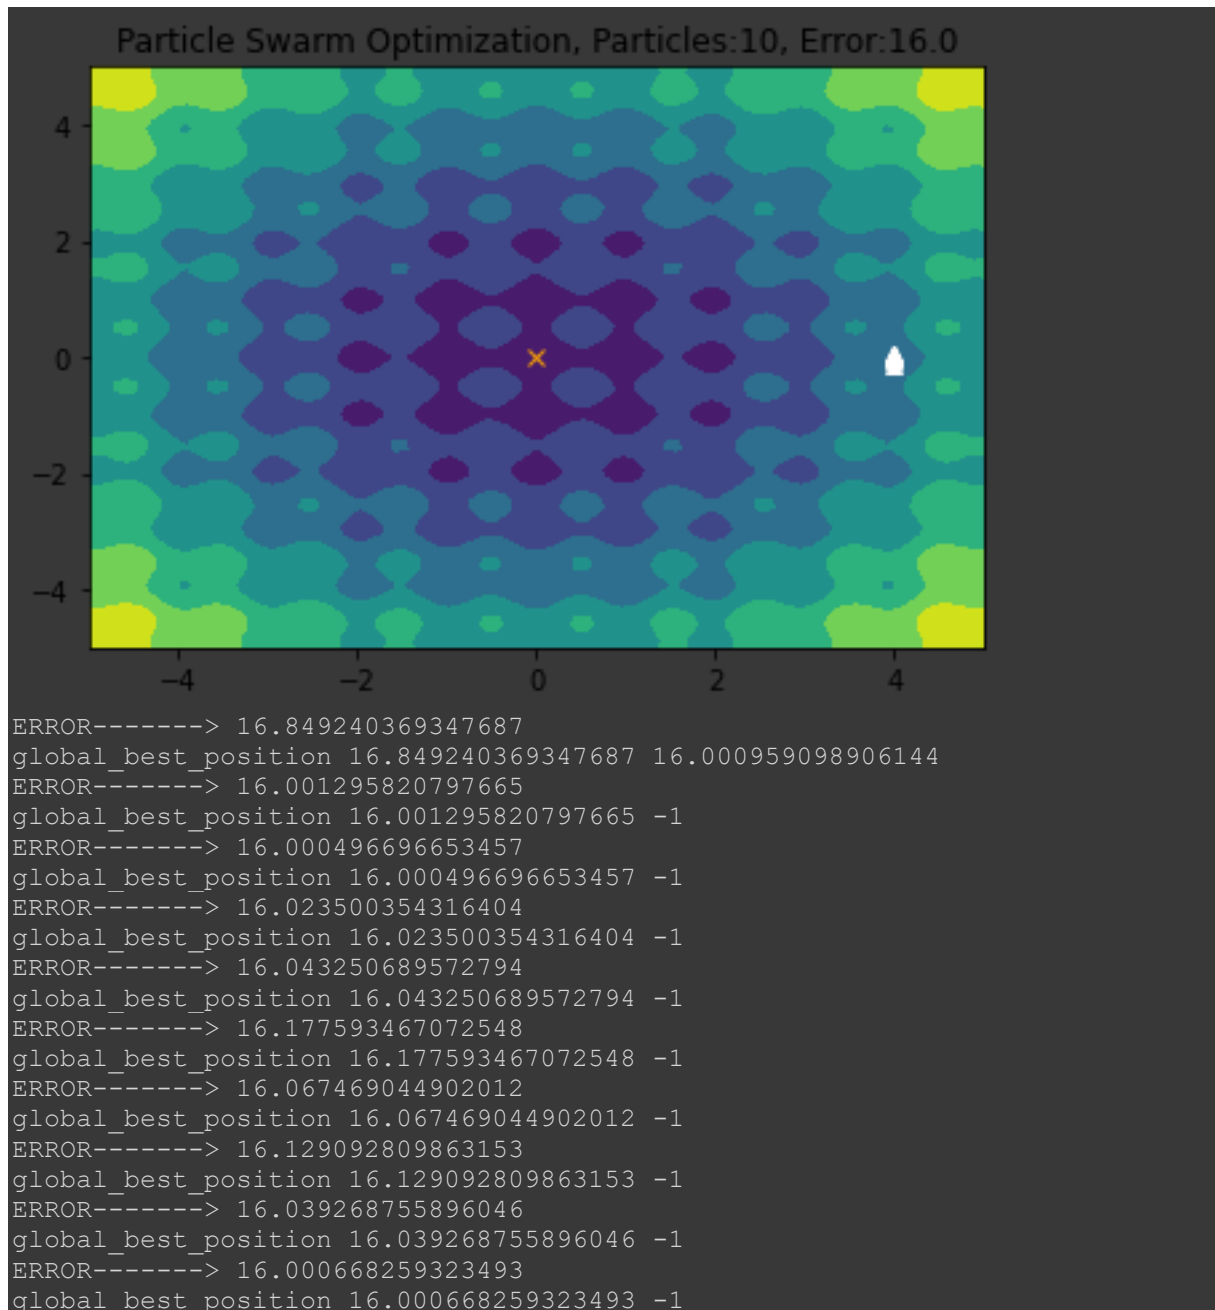 Particle Swarm Optimization, Particles:10, Error:16.0
4
2
0
−2
−4
−4 −2 0 2 4
ERROR-------> 16.849240369347687
global_best_position 16.849240369347687 16.000959098906144
ERROR-------> 16.001295820797665
global_best_position 16.001295820797665 -1
ERROR-------> 16.000496696653457
global_best_position 16.000496696653457 -1
ERROR-------> 16.023500354316404
global_best_position 16.023500354316404 -1
ERROR-------> 16.043250689572794
global_best_position 16.043250689572794 -1
ERROR-------> 16.177593467072548
global_best_position 16.177593467072548 -1
ERROR-------> 16.067469044902012
global_best_position 16.067469044902012 -1
ERROR-------> 16.129092809863153
global_best_position 16.129092809863153 -1
ERROR-------> 16.039268755896046
global_best_position 16.039268755896046 -1
ERROR-------> 16.000668259323493
global_best_position 16.000668259323493 -1